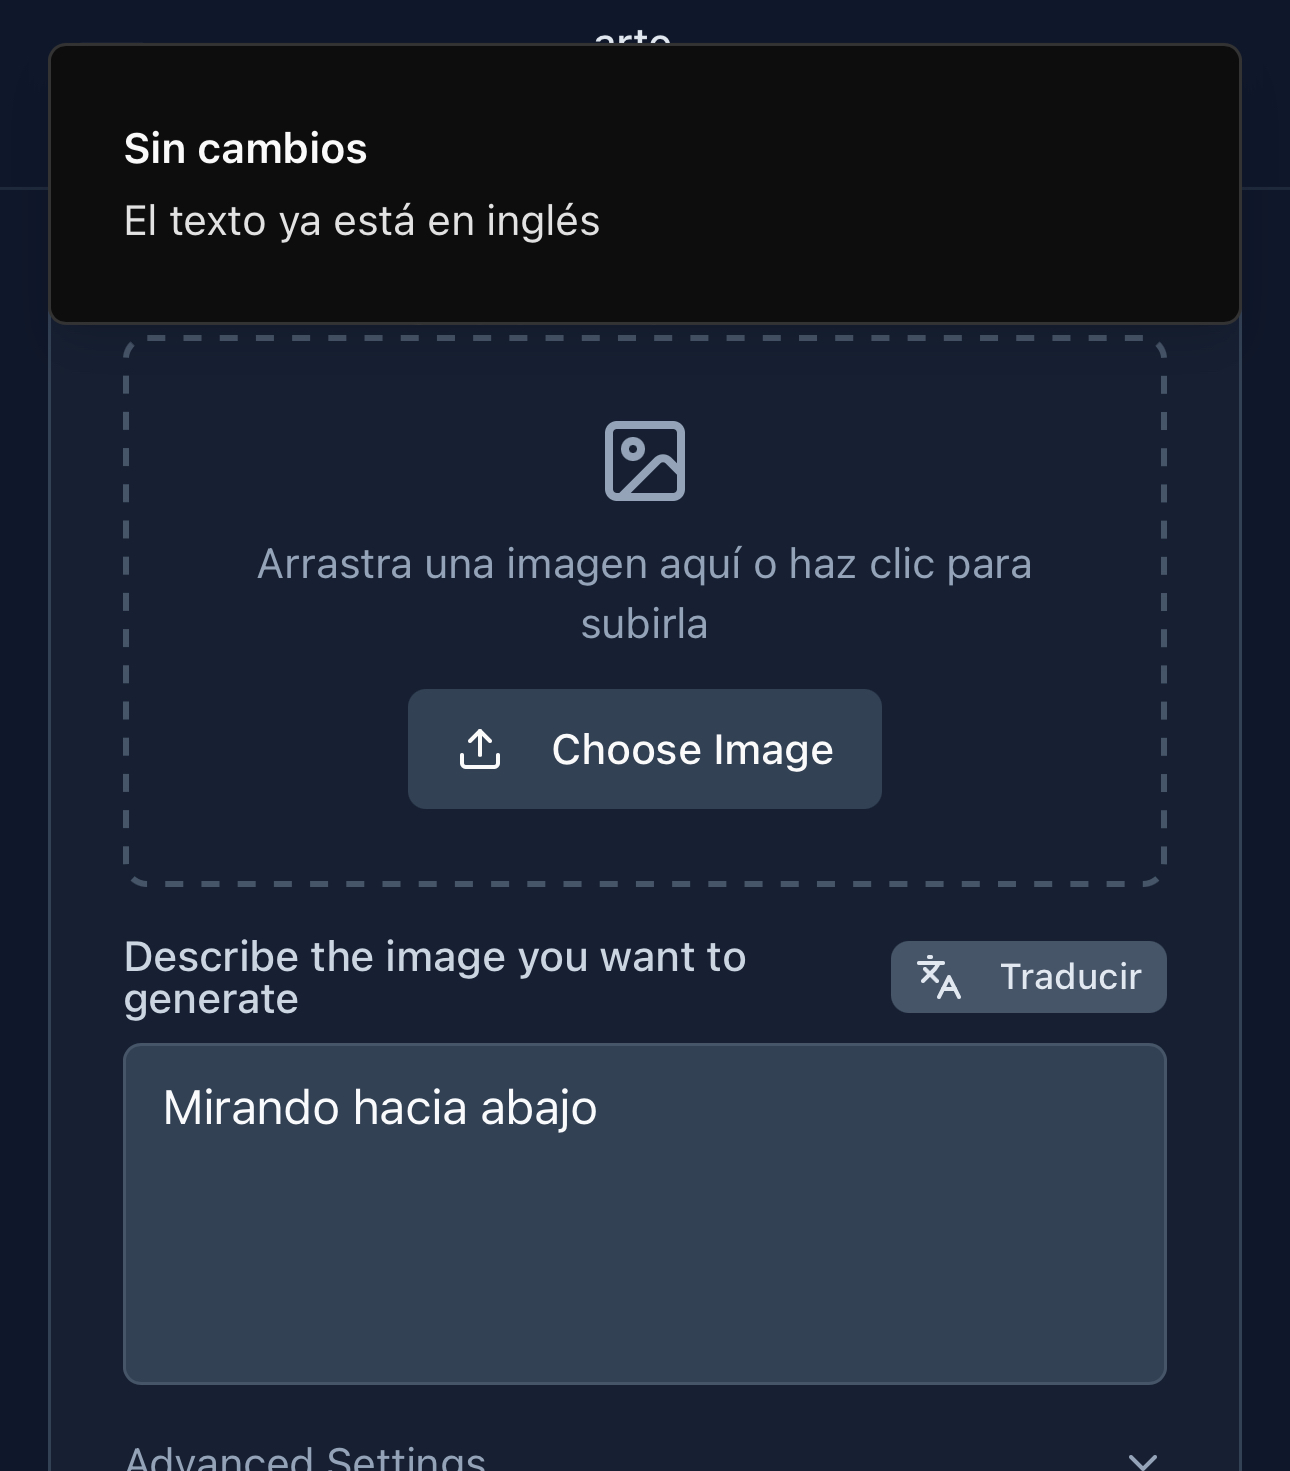 arte
Sin cambios
El texto ya está en inglés
Arrastra una imagen aquí o haz clic para
subirla
Choose Image
Describe the image you want to
generate
Traducir
Mirando hacia abajo
Advanced Settings